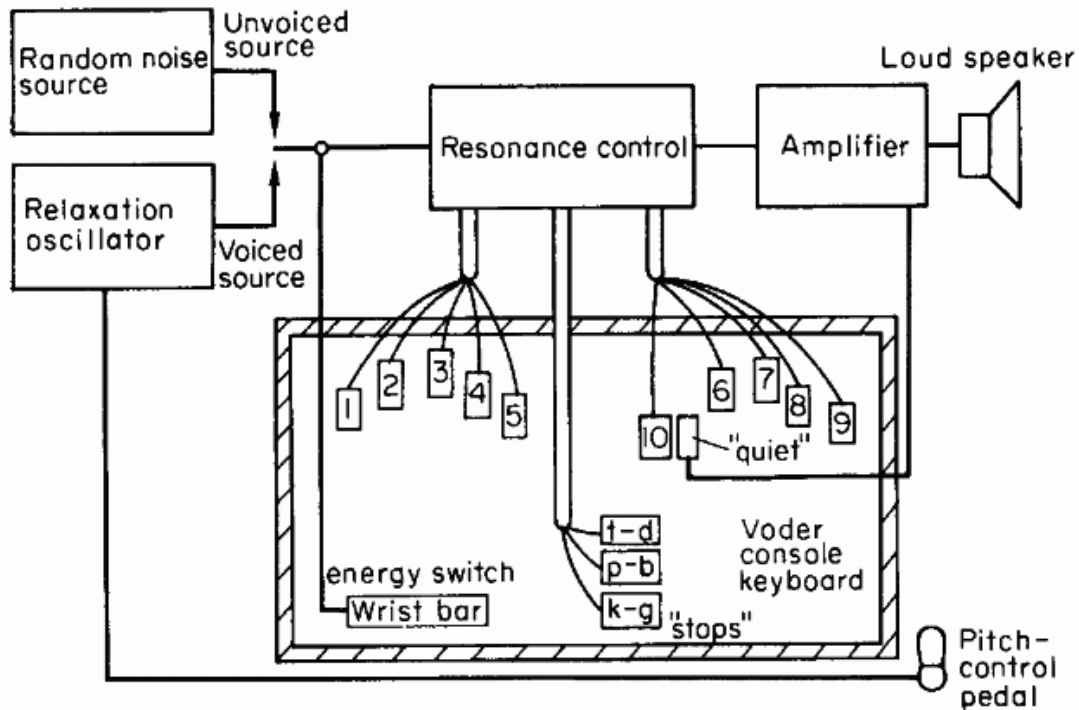 Unvoiced
source
Random noise
source
Loud speaker
Resonance control
Amplifier
Relaxation
oscillator
Voiced
source
1
2
3
4
5
10
6
7
8
9
"quiet"
t-d
p-b
k-g
"stops"
Voder
console
keyboard
energy switch
Wrist bar
Pitch-
control
pedal